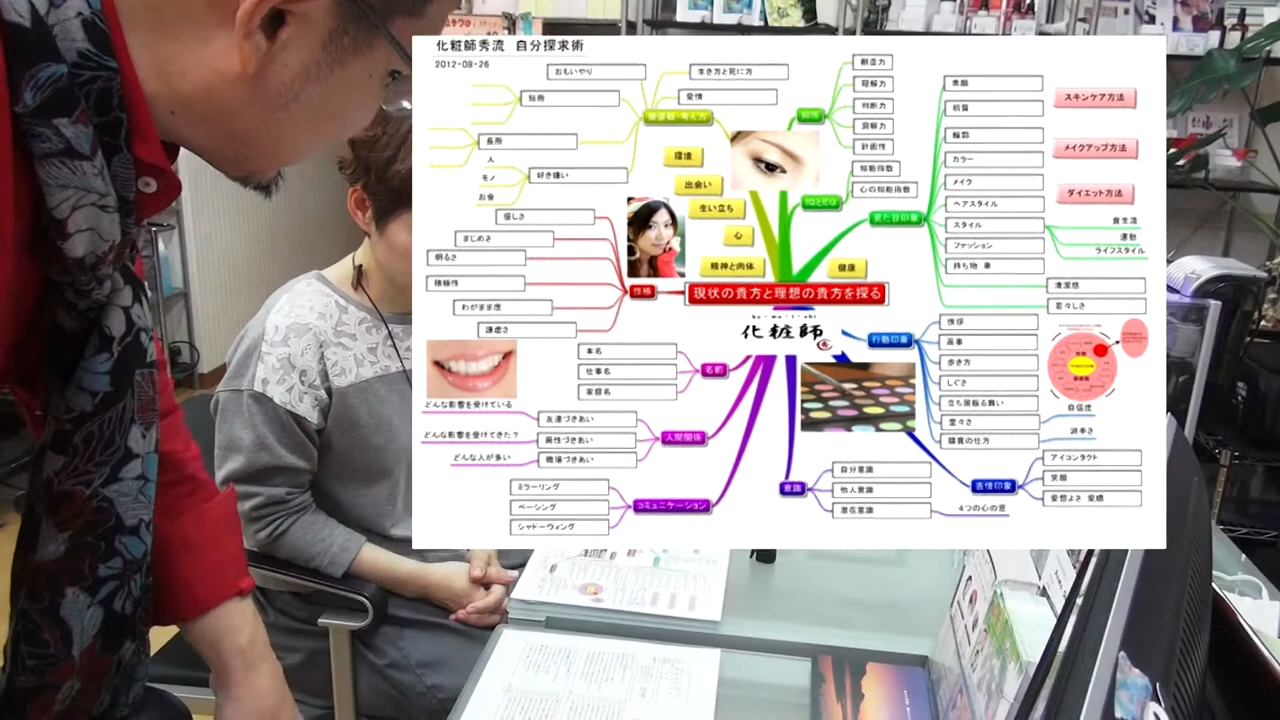 化粧師秀流 自分探求術
2012-08-26
おもいやり
短所
長所
人
モノ
お金
好き嫌い
生き方と死に方
愛情
価値観・考え方
環境
出会い
生い立ち
心
精神と肉体
健康
知性
創造力
理解力
判断力
洞察力
計画性
IQとEQ
知能指数
心の知能指数
見た目印象
素顔
肌質
輪郭
カラー
メイク
ヘアスタイル
スタイル
ファッション
持ち物 車
清潔感
若々しさ
食生活
運動
ライフスタイル
スキンケア方法
メイクアップ方法
ダイエット方法
優しさ
まじめさ
明るさ
積極性
わがまま度
謙虚さ
性格
現状の貴方と理想の貴方を探る
化粧師
行動印象
挨拶
返事
歩き方
しぐさ
立ち居振る舞い
堂々さ
購買の仕方
自信度
派手さ
本名
仕事名
家庭名
名前
どんな影響を受けている
どんな影響を受けてきた?
どんな人が多い
友達づきあい
異性づきあい
職場づきあい
人間関係
ミラーリング
ペーシング
シャドーウィング
コミュニケーション
意識
自分意識
他人意識
潜在意識
4つの心の窓
表情印象
アイコンタクト
笑顔
愛想よさ 愛嬌